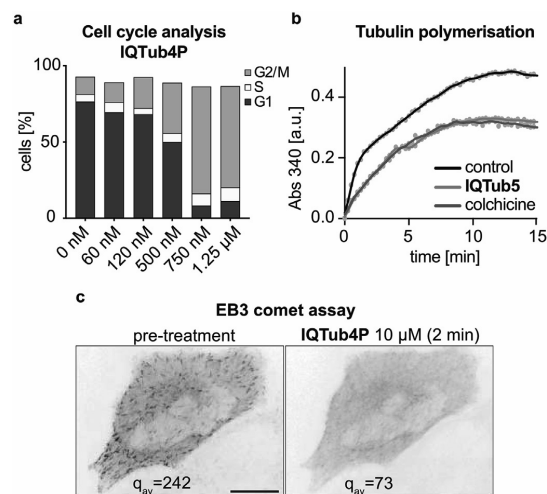 a
Cell cycle analysis
IQTub4P
100
50
0
cells [%]
G2/M
S
G1
0 nM
60 nM
120 nM
500 nM
750 nM
1.25 µM
b
Tubulin polymerisation
0.4
0.2
0.0
Abs 340 [a.u.]
control
IQTub5
colchicine
0
5
10
15
time [min]
c
EB3 comet assay
pre-treatment
IQTub4P 10 µM (2 min)
qav=242
qav=73